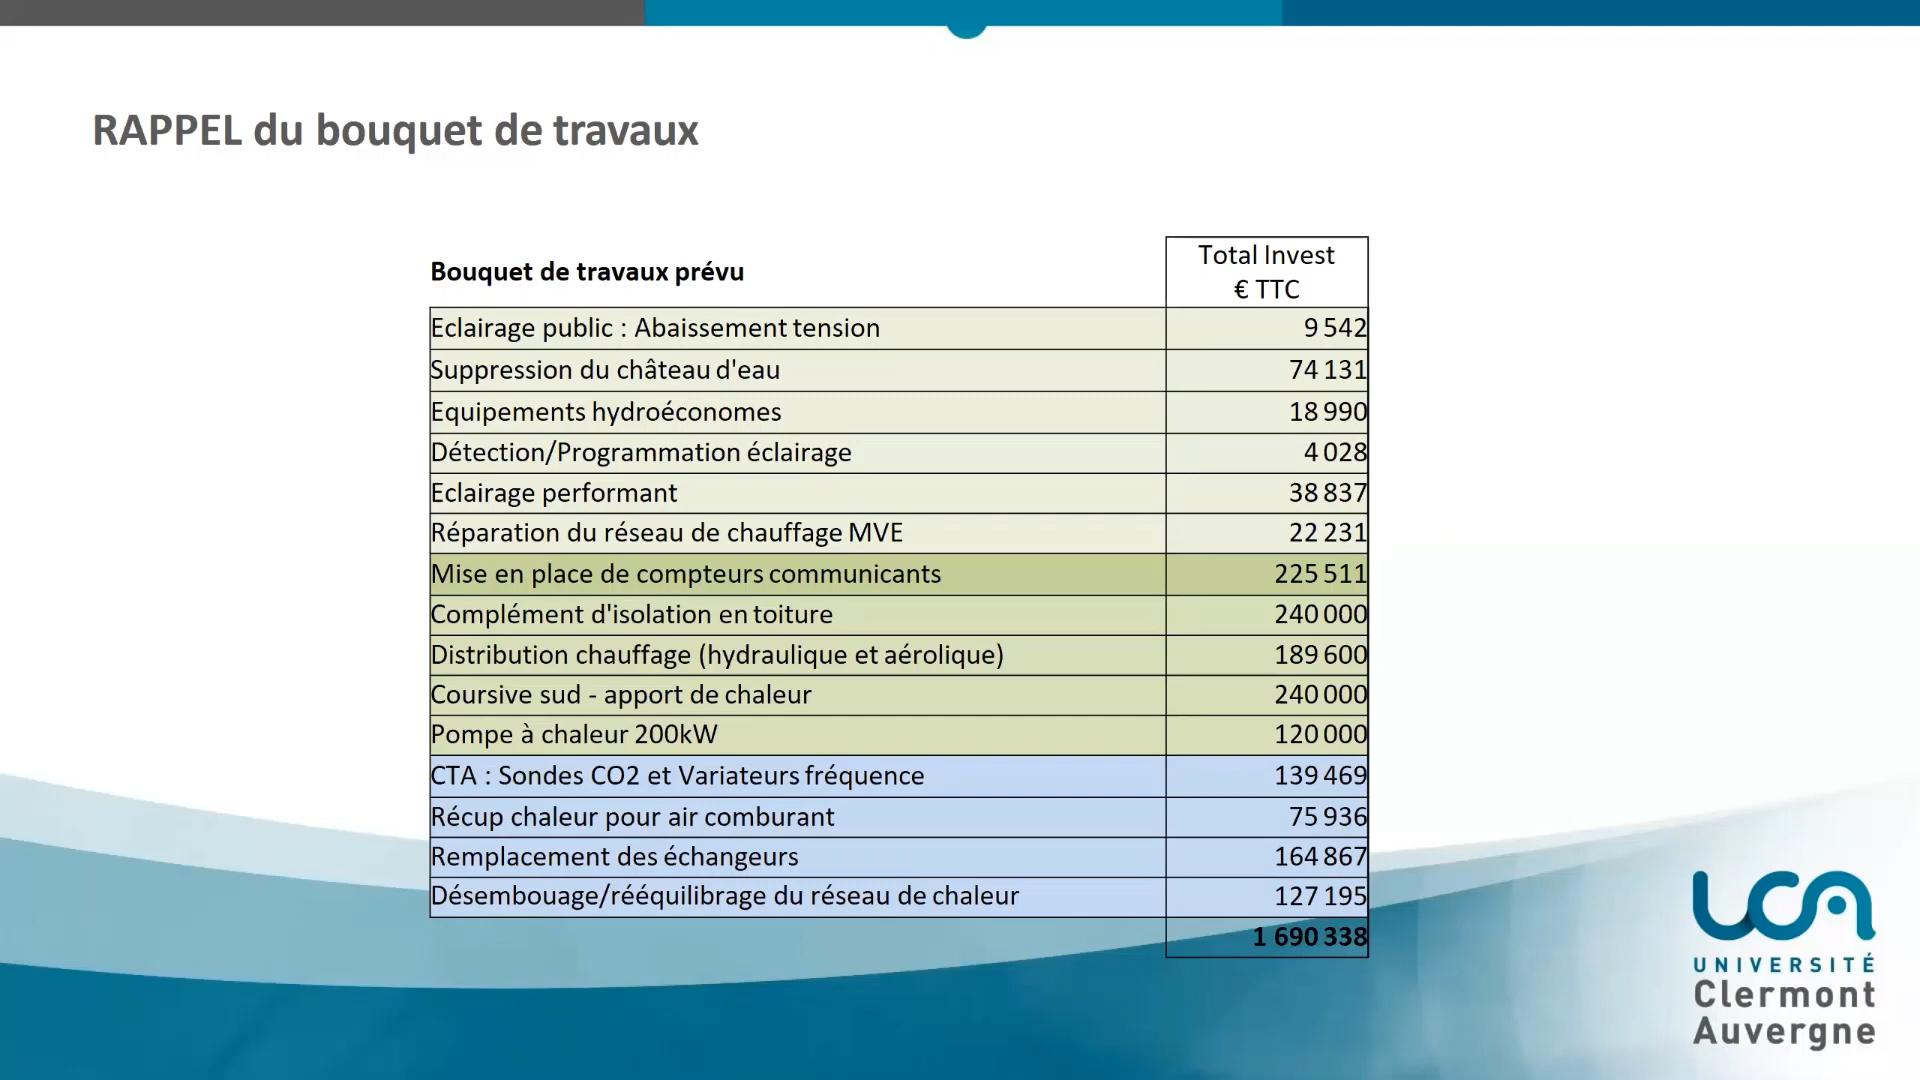 RAPPEL du bouquet de travaux
Bouquet de travaux prévu
Total Invest
€ TTC
Eclairage public : Abaissement tension 9 542
Suppression du château d'eau 74 131
Equipements hydroéconomes 18 990
Détection/Programmation éclairage 4 028
Eclairage performant 38 837
Réparation du réseau de chauffage MVE 22 231
Mise en place de compteurs communicants 225 511
Complément d'isolation en toiture 240 000
Distribution chauffage (hydraulique et aérolique) 189 600
Coursive sud - apport de chaleur 240 000
Pompe à chaleur 200kW 120 000
CTA : Sondes CO2 et Variateurs fréquence 139 469
Récup chaleur pour air comburant 75 936
Remplacement des échangeurs 164 867
Désembouage/rééquilibrage du réseau de chaleur 127 195
1 690 338
UCA
UNIVERSITÉ
Clermont
Auvergne